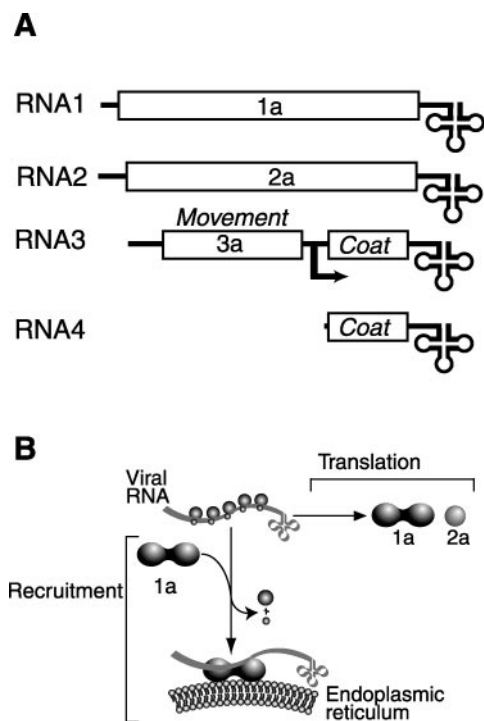 A
RNA1
1a
RNA2
2a
Movement
RNA3
3a
Coat
RNA4
Coat
B
Translation
Viral
RNA
1a
2a
Recruitment
1a
+
Endoplasmic
reticulum